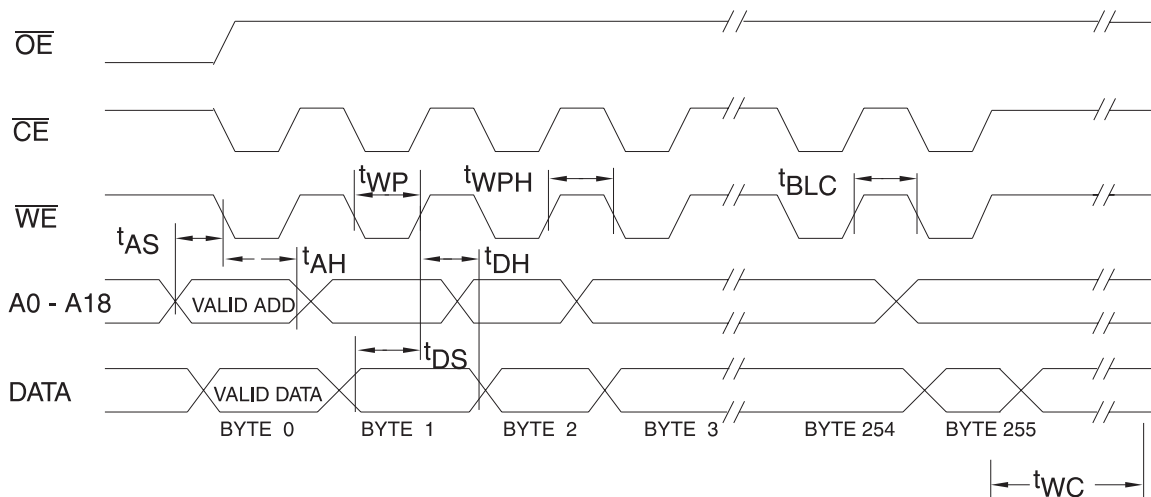 OE
CE
tWP
tWPH
tBLC
WE
tAS
tAH
tDH
A0 - A18
VALID ADD
tDS
DATA
VALID DATA
BYTE 0
BYTE 1
BYTE 2
BYTE 3
BYTE 254
BYTE 255
tWC